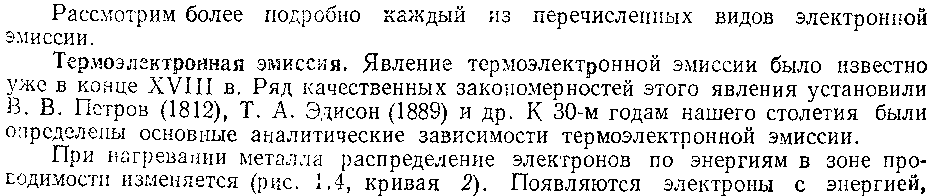 Рассмотрим более подробно каждый из перечисленных видов электронной
эмиссии.
Термоэлектронная эмиссия. Явление термоэлектронной эмиссии было известно
уже в конце XVIII в. Ряд качественных закономерностей этого явления установили
В. В. Петров (1812), Т. А. Эдисон (1889) и др. К 30-м годам нашего столетия были
определены основные аналитические зависимости термоэлектронной эмиссии.
При нагревании металла распределение электронов по энергиям в зоне про-
водимости изменяется (рис. 1.4, кривая 2). Появляются электроны с энергией,